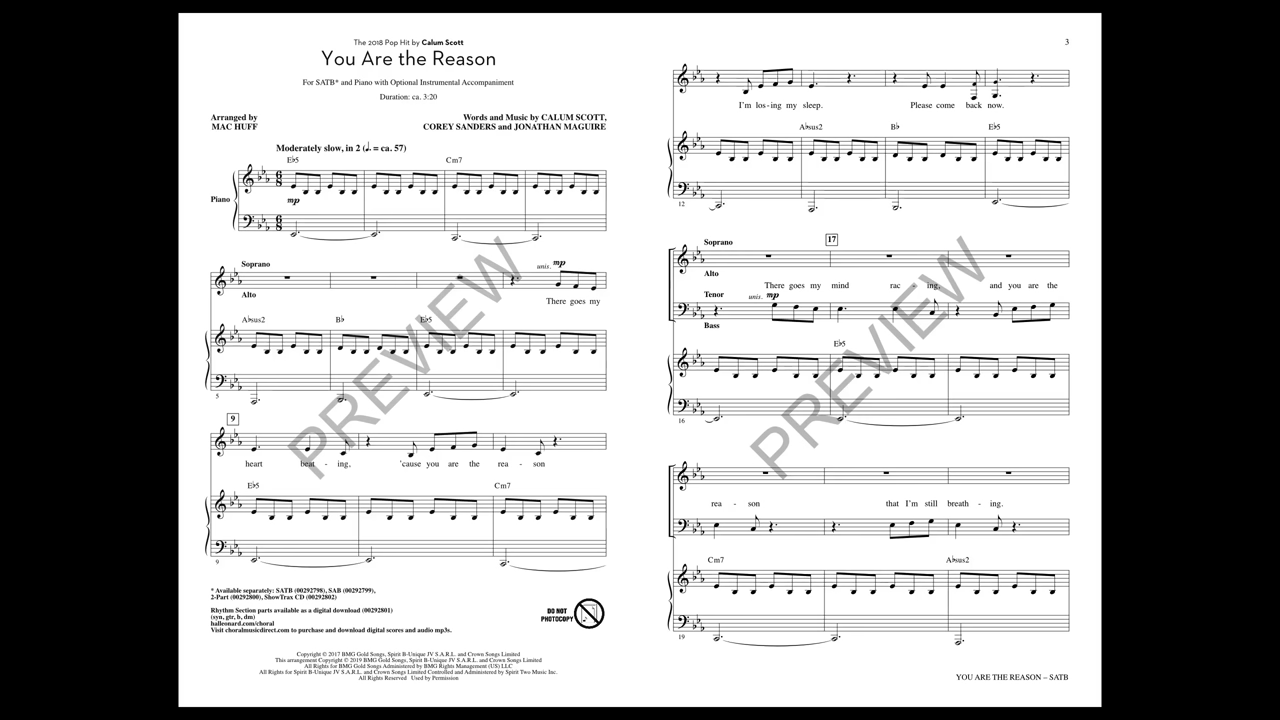 The 2018 Pop Hit by Calum Scott
You Are the Reason
For SATB* and Piano with Optional Instrumental Accompaniment
Duration: ca. 3:20
Arranged by
MAC HUFF
Words and Music by CALUM SCOTT,
COREY SANDERS and JONATHAN MAGUIRE
Moderately slow, in 2 (♩. = ca. 57)
E♭5 Cm7
Piano
mp
Soprano
unis. mp
Alto
There goes my
A♭sus2 B♭ E♭5
5
9
heart beat - ing, 'cause you are the rea - son
E♭5 Cm7
9
* Available separately: SATB (00292798), SAB (00292799),
2-Part (00292800), ShowTrax CD (00292802)
Rhythm Section parts available as a digital download (00292801)
(syn, gtr, b, dm)
halleonard.com/choral
Visit choralmusicdirect.com to purchase and download digital scores and audio mp3s.
DO NOT
PHOTOCOPY
Copyright © 2017 BMG Gold Songs, Spirit B-Unique JV S.A.R.L. and Crown Songs Limited
This arrangement Copyright © 2019 BMG Gold Songs, Spirit B-Unique JV S.A.R.L. and Crown Songs Limited
All Rights for BMG Gold Songs Administered by BMG Rights Management (US) LLC
All Rights for Spirit B-Unique JV S.A.R.L. and Crown Songs Limited Controlled and Administered by Spirit Two Music Inc.
All Rights Reserved Used by Permission
PREVIEW
3
I'm los - ing my sleep. Please come back now.
A♭sus2 B♭ E♭5
12
Soprano
17
Alto
There goes my mind rac - ing, and you are the
Tenor
unis. mp
Bass
E♭5
16
rea - son that I'm still breath - ing.
Cm7 A♭sus2
19
YOU ARE THE REASON – SATB
PREVIEW